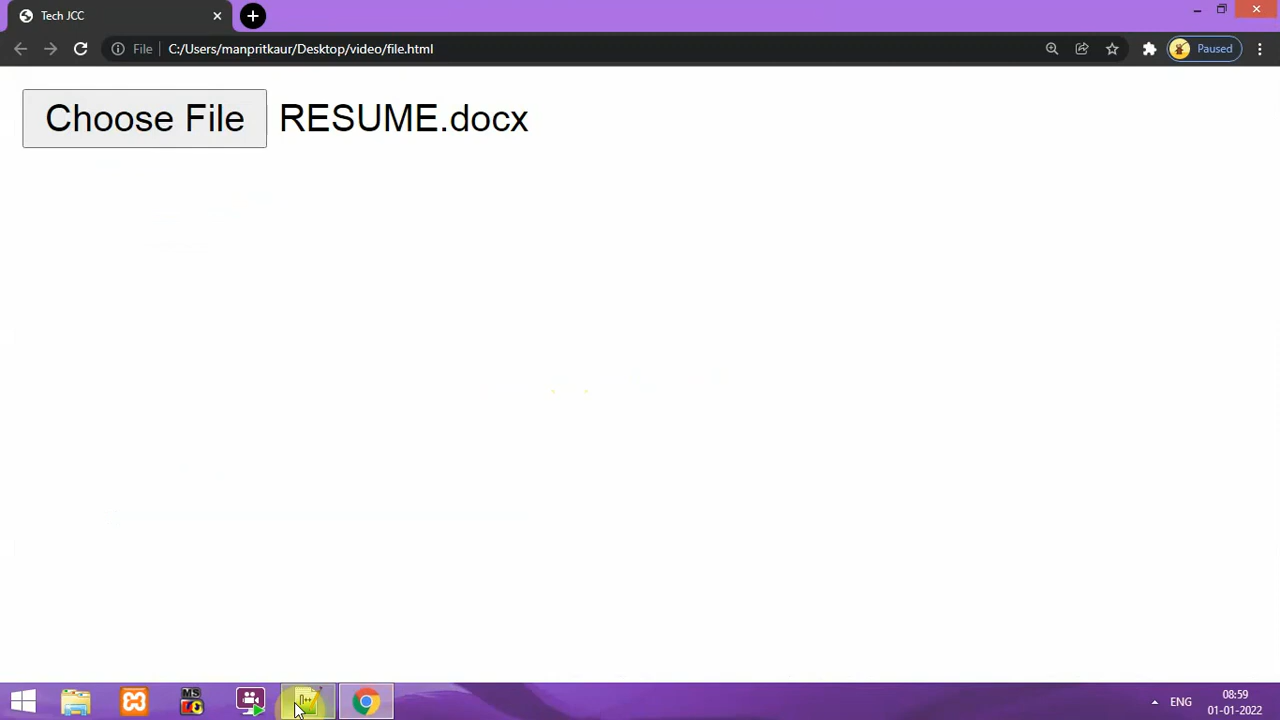 Tech JCC
File
C:/Users/manpritkaur/Desktop/video/file.html
Paused
Choose File RESUME.docx
MS
ENG
08:59
01-01-2022